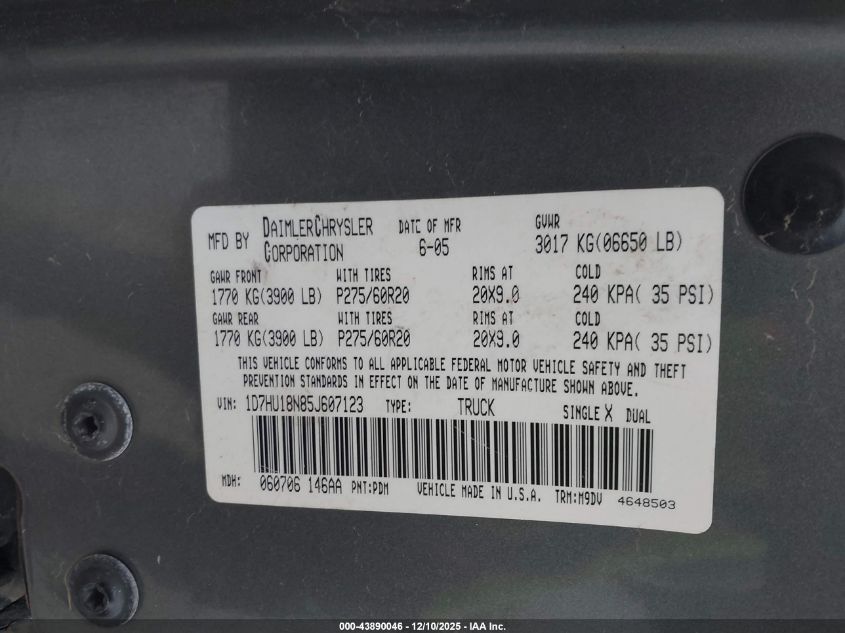 MFD BY DAIMLERCHRYSLER CORPORATION DATE OF MFR 6-05 GVWR 3017 KG(06650 LB)
GAWR FRONT WITH TIRES RIMS AT COLD
1770 KG(3900 LB) P275/60R20 20X9.0 240 KPA( 35 PSI)
GAWR REAR WITH TIRES RIMS AT COLD
1770 KG(3900 LB) P275/60R20 20X9.0 240 KPA( 35 PSI)
THIS VEHICLE CONFORMS TO ALL APPLICABLE FEDERAL MOTOR VEHICLE SAFETY AND THEFT
PREVENTION STANDARDS IN EFFECT ON THE DATE OF MANUFACTURE SHOWN ABOVE.
VIN: 1D7HU18N85J607123 TYPE: TRUCK SINGLE X DUAL
MDH: 060706 146AA PNT:PDM VEHICLE MADE IN U.S.A. TRM:M9DV 4648503
000-43890046 - 12/10/2025 - IAA Inc.